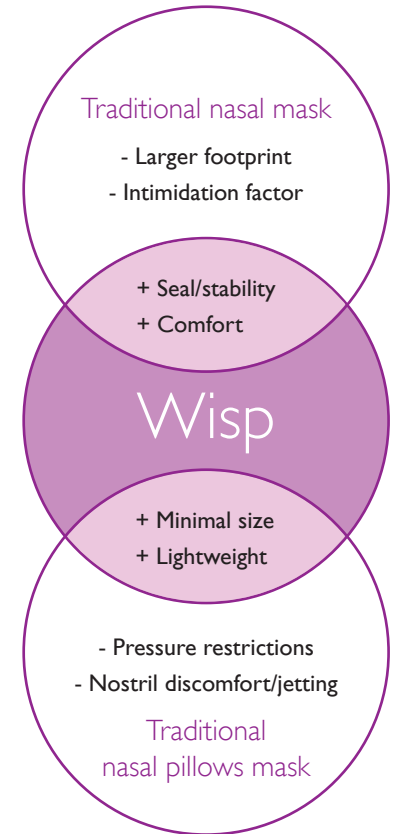 Traditional nasal mask
- Larger footprint
- Intimidation factor
+ Seal/stability
+ Comfort
Wisp
+ Minimal size
+ Lightweight
- Pressure restrictions
- Nostril discomfort/jetting
Traditional
nasal pillows mask